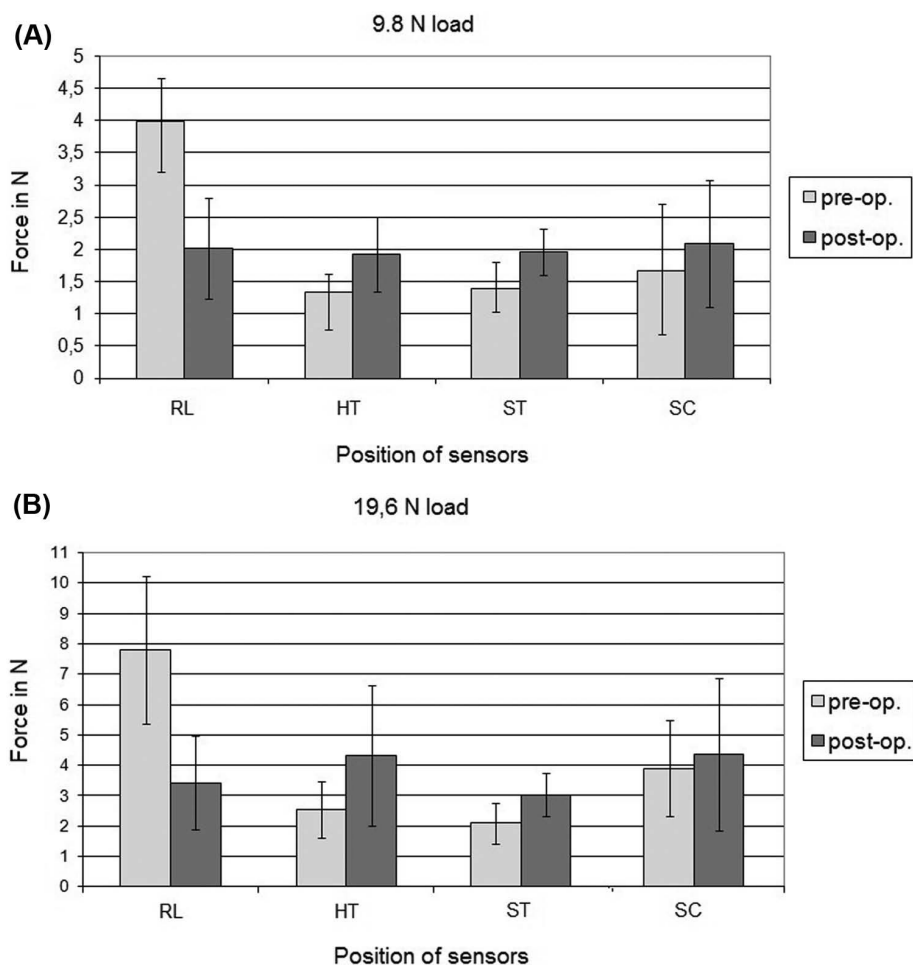 (A)
9.8 N load
5
4,5
4
3,5
3
2,5
2
1,5
1
0,5
0
Force in N
RL HT ST SC
Position of sensors
pre-op.
post-op.
(B)
19,6 N load
11
10
9
8
7
6
5
4
3
2
1
0
Force in N
RL HT ST SC
Position of sensors
pre-op.
post-op.